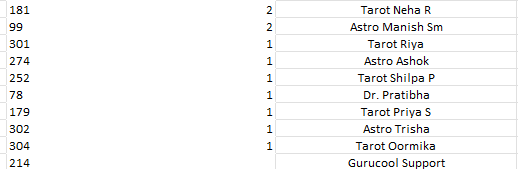 181 2 Tarot Neha R
99 2 Astro Manish Sm
301 1 Tarot Riya
274 1 Astro Ashok
252 1 Tarot Shilpa P
78 1 Dr. Pratibha
179 1 Tarot Priya S
302 1 Astro Trisha
304 1 Tarot Oormika
214 Gurucool Support